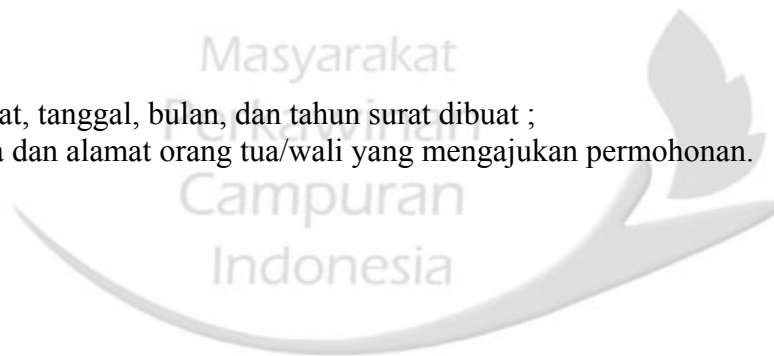 Masyarakat
at, tanggal, bulan, dan tahun surat dibuat ;
Perkawinan
a dan alamat orang tua/wali yang mengajukan permohonan.
Campuran
Indonesia